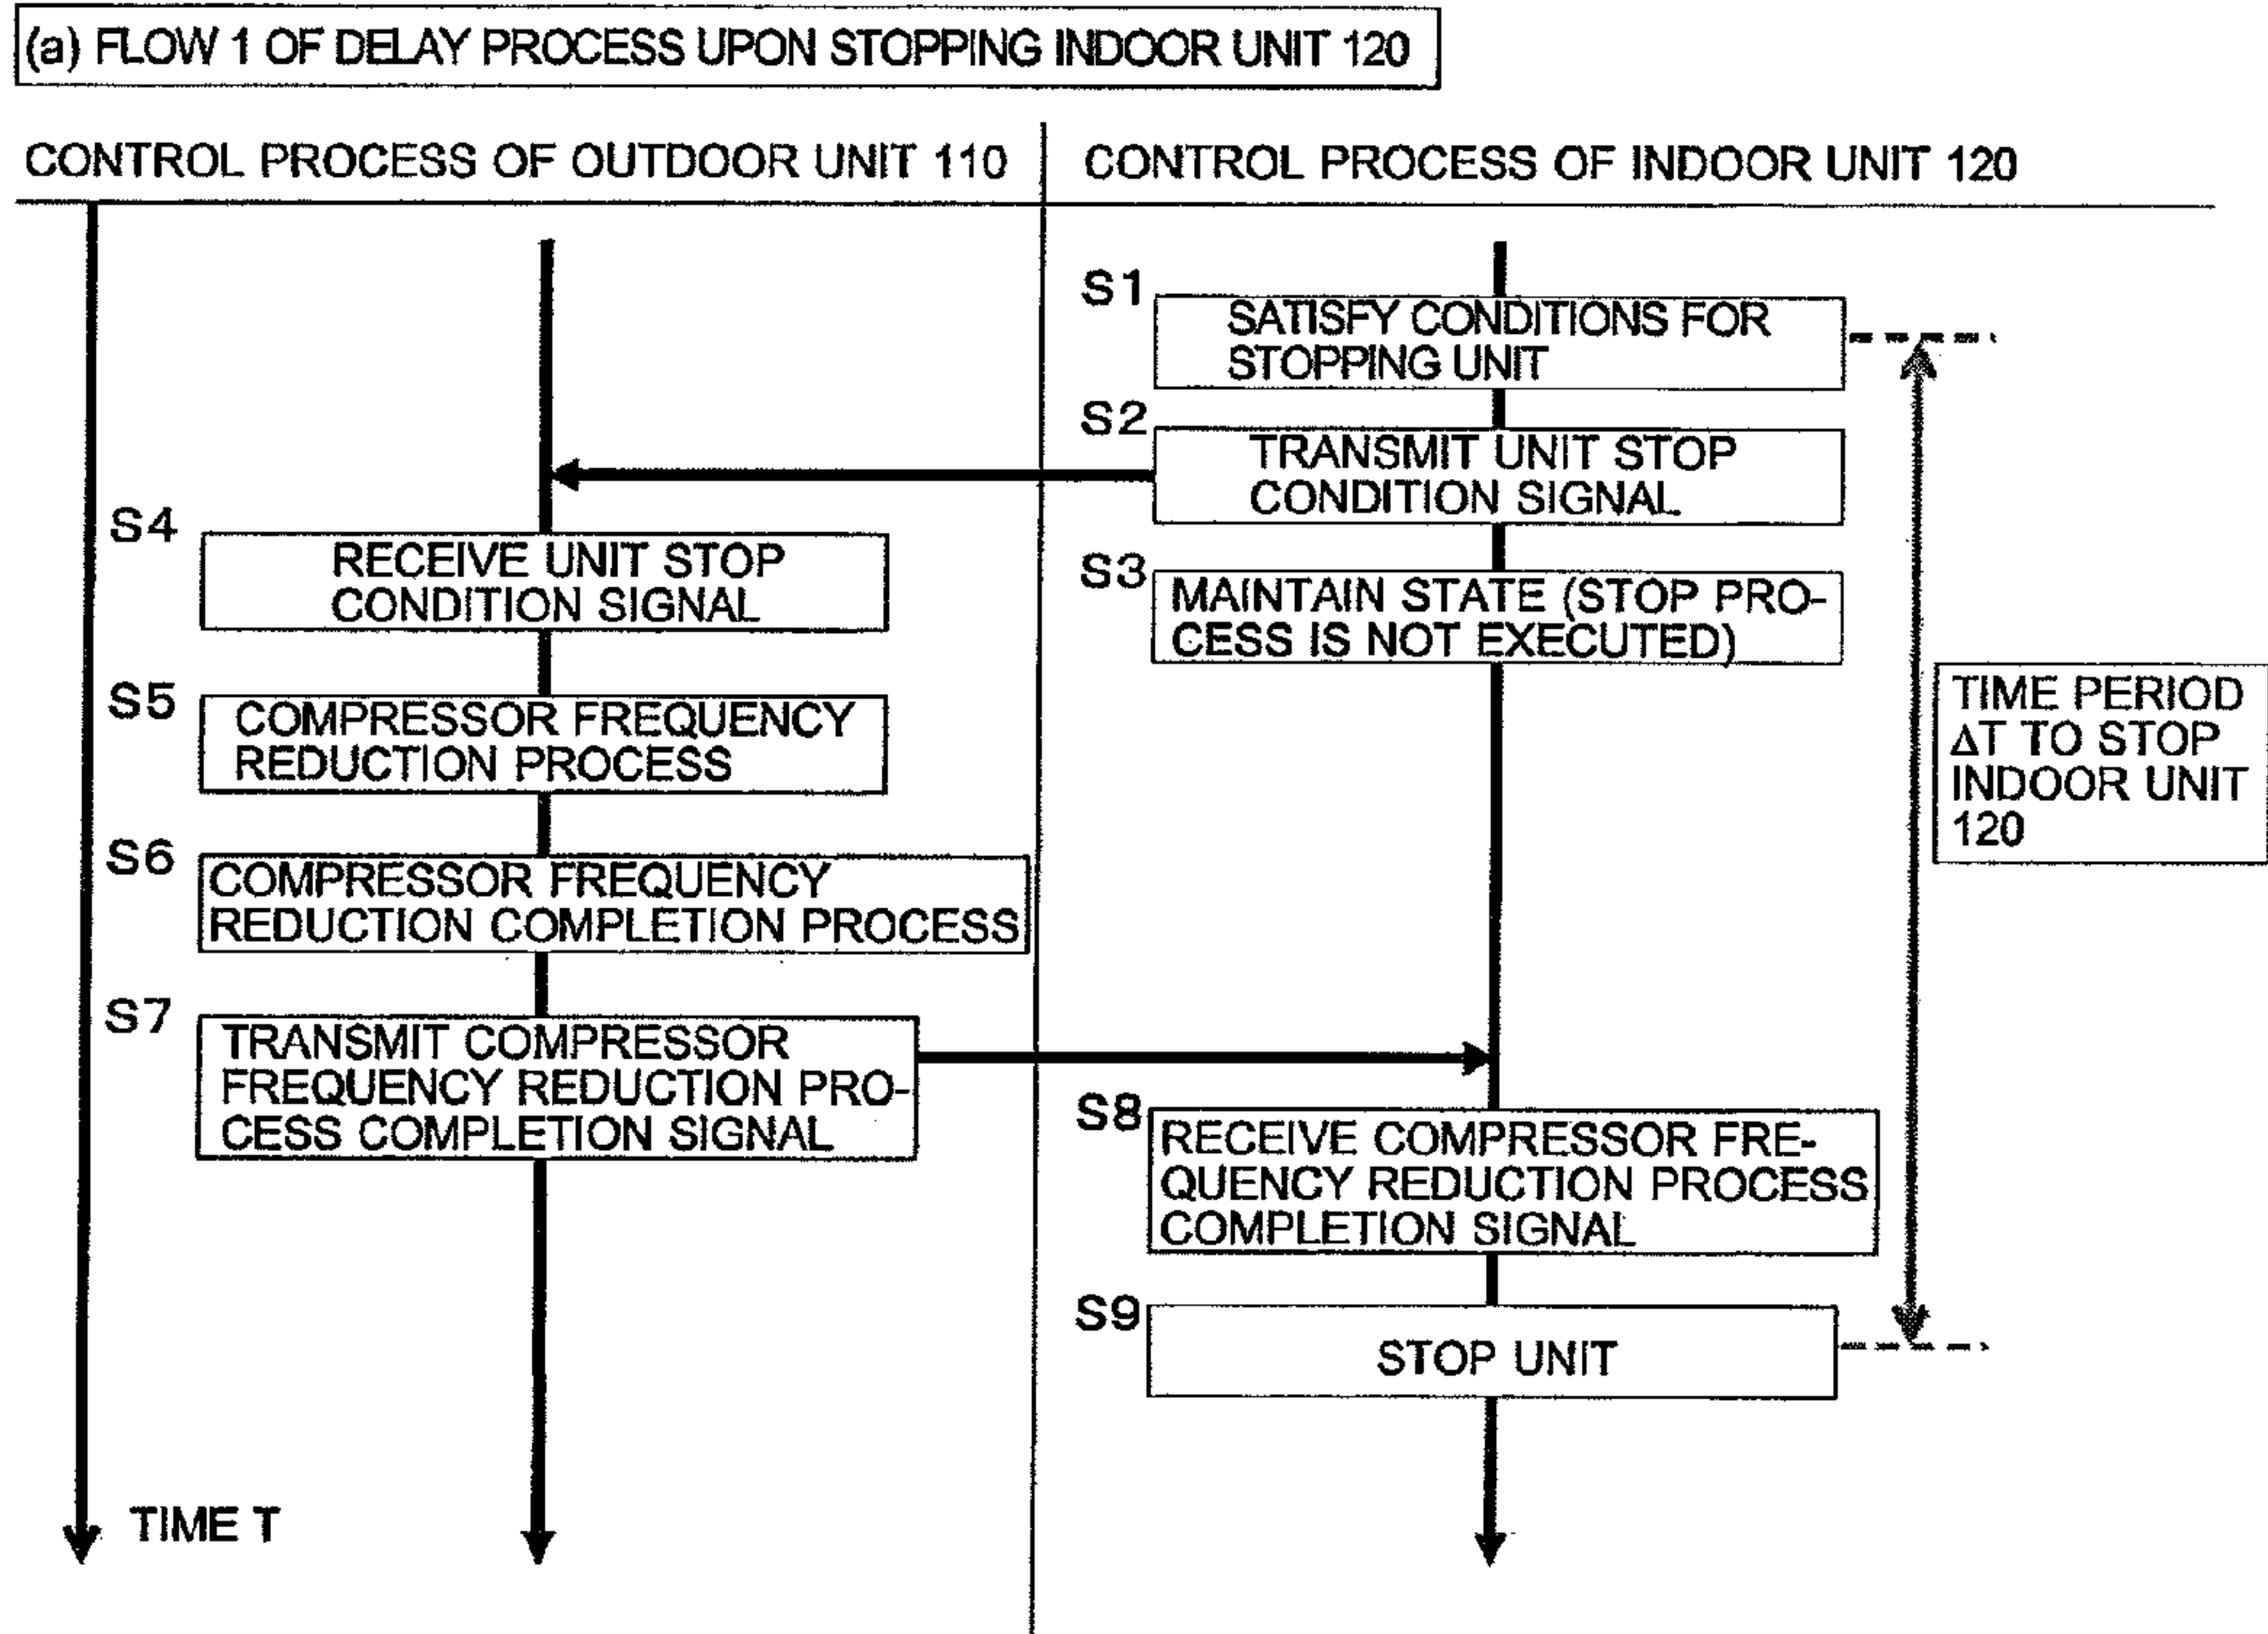 (a) FLOW 1 OF DELAY PROCESS UPON STOPPING INDOOR UNIT 120
CONTROL PROCESS OF OUTDOOR UNIT 110
CONTROL PROCESS OF INDOOR UNIT 120
S1
SATISFY CONDITIONS FOR
STOPPING UNIT
S2
TRANSMIT UNIT STOP
CONDITION SIGNAL
S3
MAINTAIN STATE (STOP PRO-
CESS IS NOT EXECUTED)
S4
RECEIVE UNIT STOP
CONDITION SIGNAL
S5
COMPRESSOR FREQUENCY
REDUCTION PROCESS
S6
COMPRESSOR FREQUENCY
REDUCTION COMPLETION PROCESS
S7
TRANSMIT COMPRESSOR
FREQUENCY REDUCTION PRO-
CESS COMPLETION SIGNAL
S8
RECEIVE COMPRESSOR FRE-
QUENCY REDUCTION PROCESS
COMPLETION SIGNAL
S9
STOP UNIT
TIME PERIOD
ΔT TO STOP
INDOOR UNIT
120
TIME T